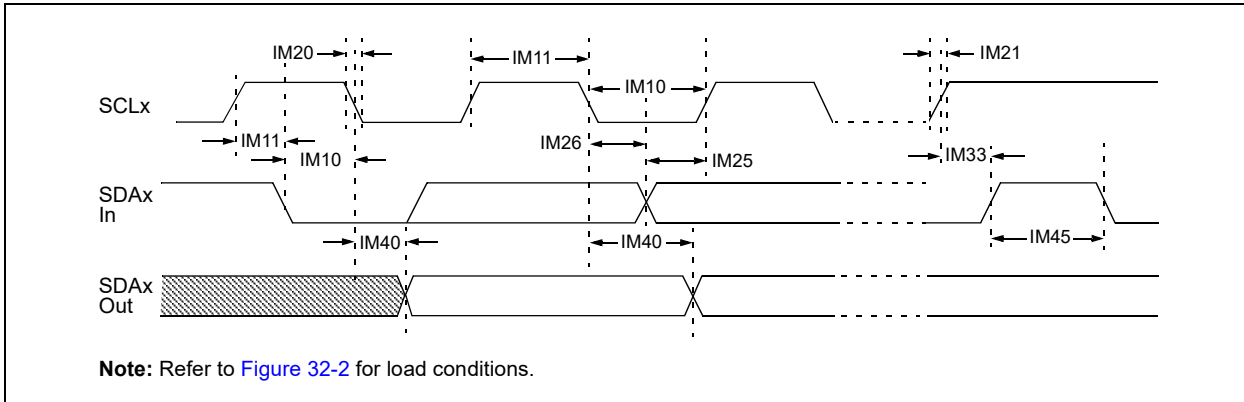 IM20
IM11
IM21
IM10
SCLx
IM11
IM26
IM10
IM25
IM33
SDAx
In
IM40
IM40
IM45
SDAx
Out
Note: Refer to Figure 32-2 for load conditions.